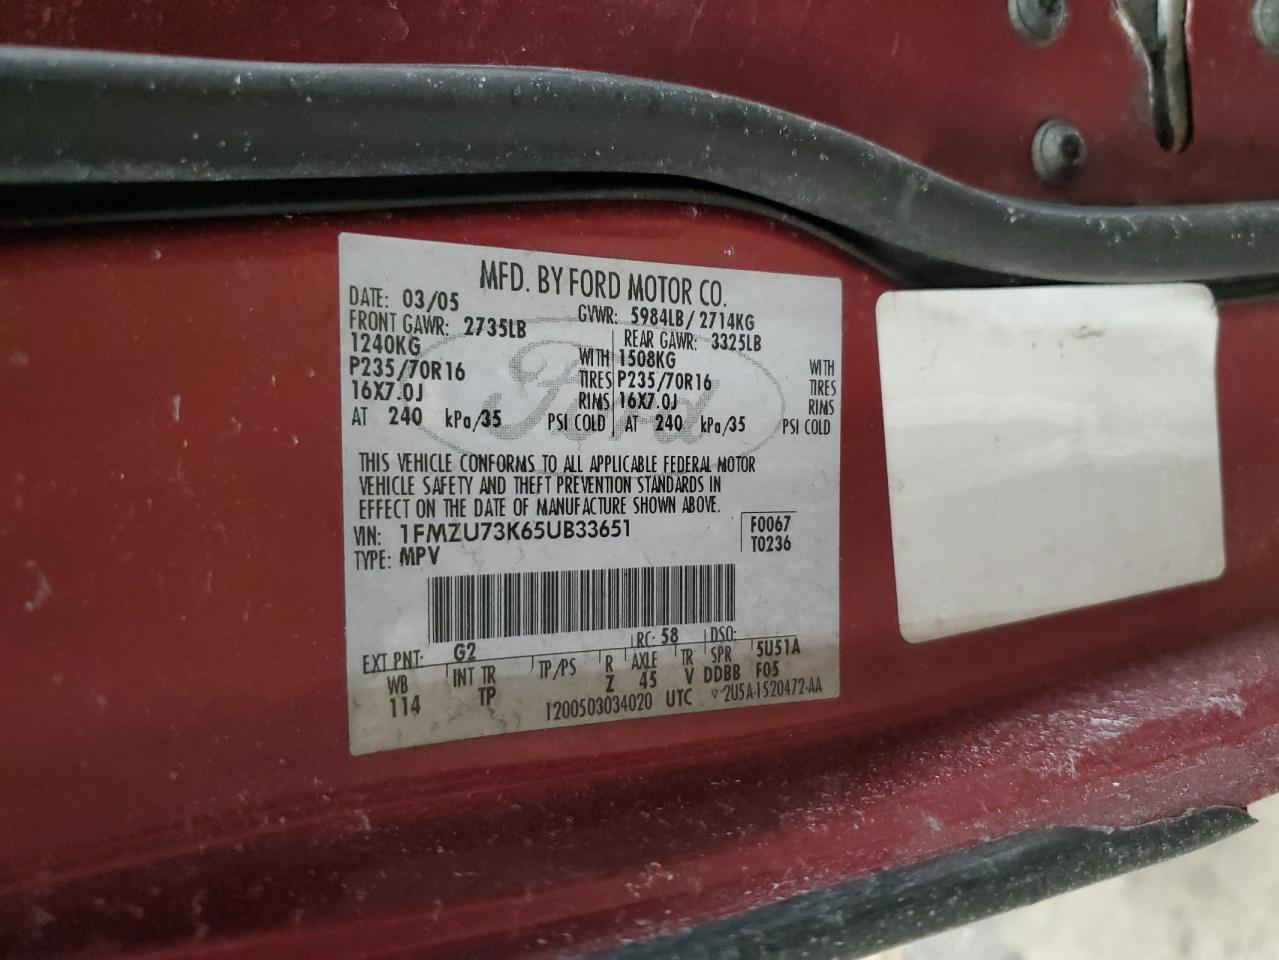 MFD. BY FORD MOTOR CO.
DATE: 03/05 GVWR: 5984LB/2714KG
FRONT GAWR: 2735LB REAR GAWR: 3325LB
1240KG WITH 1508KG WITH
P235/70R16 TIRES P235/70R16 TIRES
16X7.0J RIMS 16X7.0J RIMS
AT 240 kPa/35 PSI COLD AT 240 kPa/35 PSI COLD
Ford
THIS VEHICLE CONFORMS TO ALL APPLICABLE FEDERAL MOTOR
VEHICLE SAFETY AND THEFT PREVENTION STANDARDS IN
EFFECT ON THE DATE OF MANUFACTURE SHOWN ABOVE.
VIN: 1FMZU73K65UB33651 F0067
TYPE: MPV T0236
EXT PNT: G2 RC: 58 DSO:
WB INT TR TP/PS R AXLE TR SPR 5U51A
114 TP Z 45 V DDBB F05
1200503034020 UTC ▽2U5A-1520472-AA